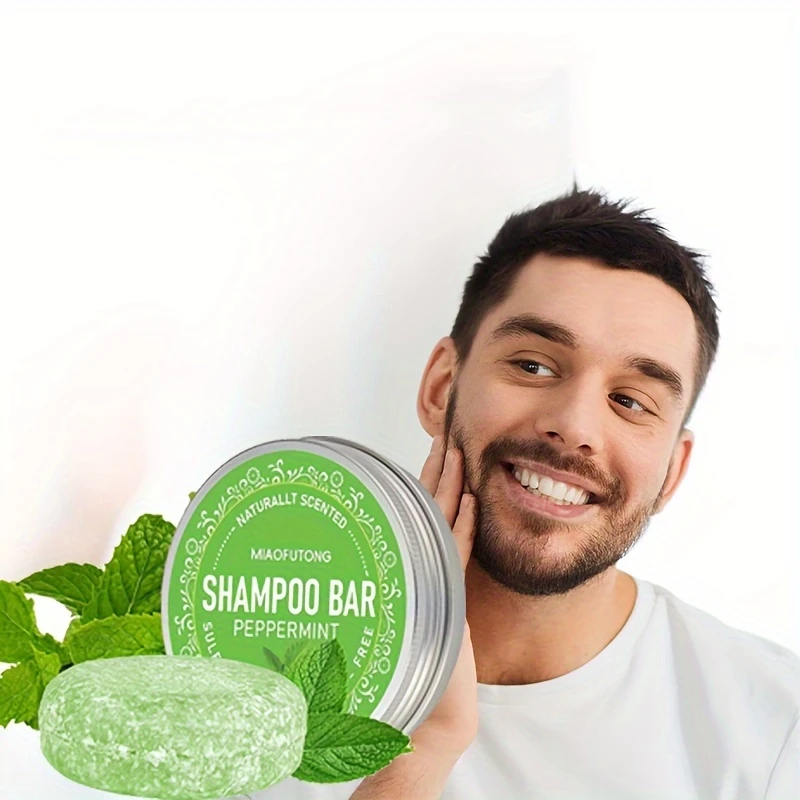 NATURALLT SCENTED
MIAOFUTONG
SHAMPOO BAR
PEPPERMINT
FREE